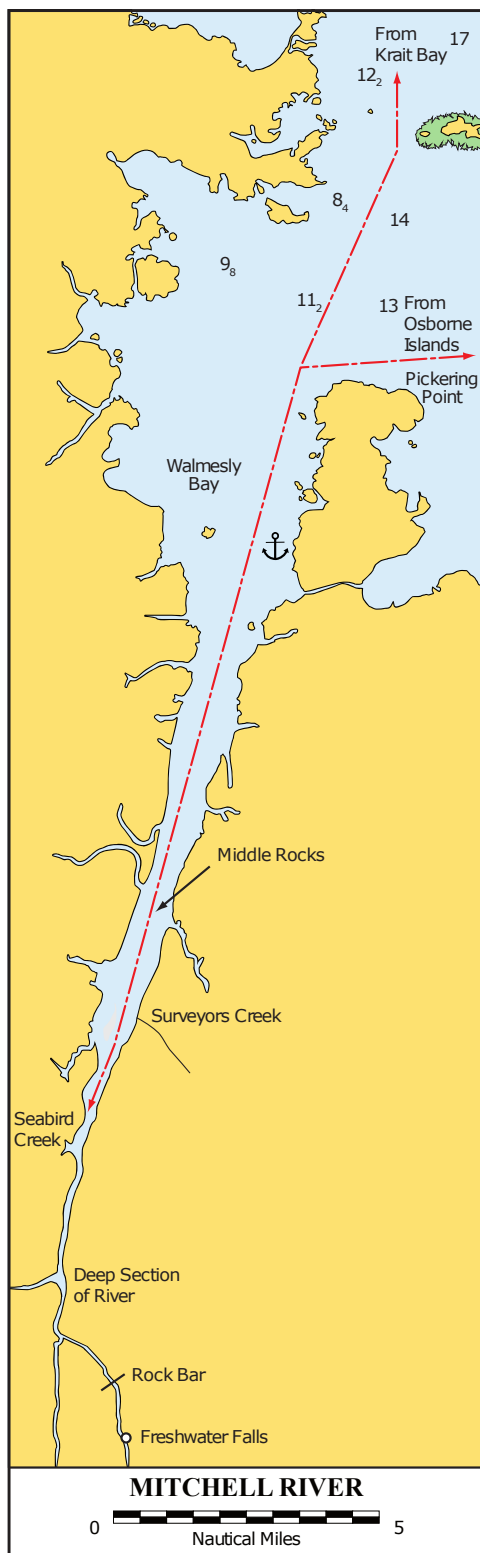 From
Krait Bay
17
12₂
8₄
14
9₈
11₂
13
From
Osborne
Islands
Pickering
Point
Walmesly
Bay
Middle Rocks
Surveyors Creek
Seabird
Creek
Deep Section
of River
Rock Bar
Freshwater Falls
MITCHELL RIVER
0 5
Nautical Miles